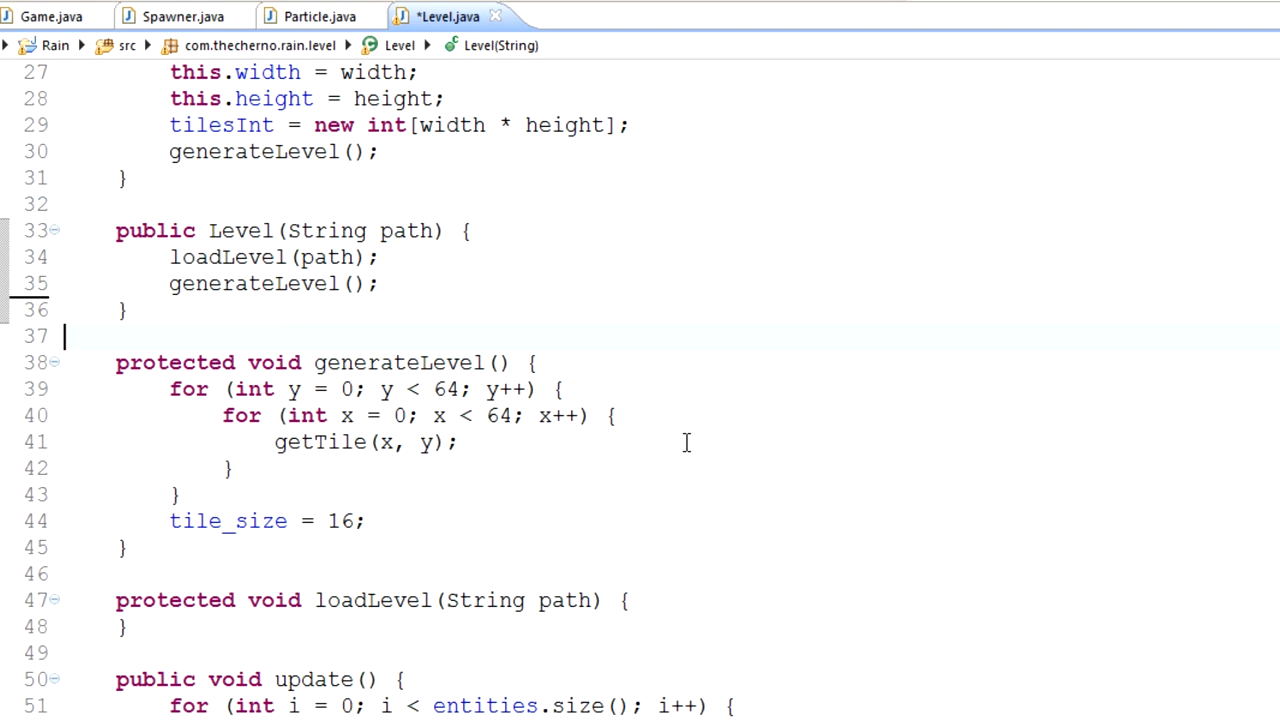 Game.java Spawner.java Particle.java *Level.java
Rain src com.thecherno.rain.level Level Level(String)
27 this.width = width;
28 this.height = height;
29 tilesInt = new int[width * height];
30 generateLevel();
31 }
32
33 public Level(String path) {
34 loadLevel(path);
35 generateLevel();
36 }
37
38 protected void generateLevel() {
39 for (int y = 0; y < 64; y++) {
40 for (int x = 0; x < 64; x++) {
41 getTile(x, y);
42 }
43 }
44 tile_size = 16;
45 }
46
47 protected void loadLevel(String path) {
48 }
49
50 public void update() {
51 for (int i = 0; i < entities.size(); i++) {